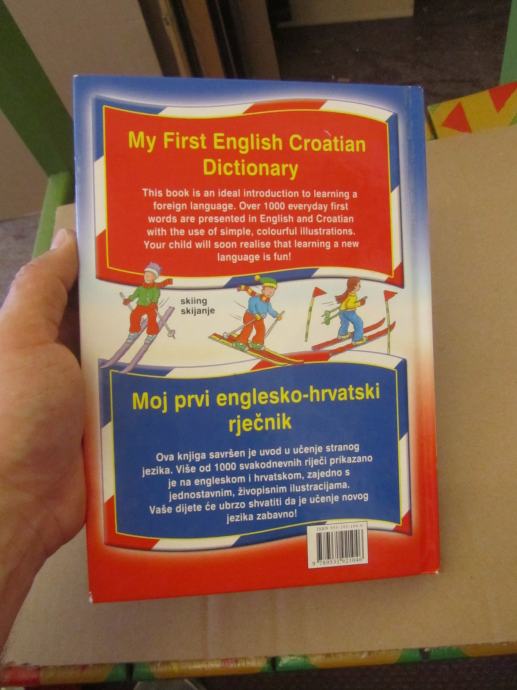 My First English Croatian
Dictionary
This book is an ideal introduction to learning a
foreign language. Over 1000 everyday first
words are presented in English and Croatian
with the use of simple, colourful illustrations.
Your child will soon realise that learning a new
language is fun!
skiing
skijanje
Moj prvi englesko-hrvatski
rječnik
Ova knjiga savršen je uvod u učenje stranog
jezika. Više od 1000 svakodnevnih riječi prikazano
je na engleskom i hrvatskom, zajedno s
jednostavnim, živopisnim ilustracijama.
Vaše dijete će ubrzo shvatiti da je učenje novog
jezika zabavno!
ISBN